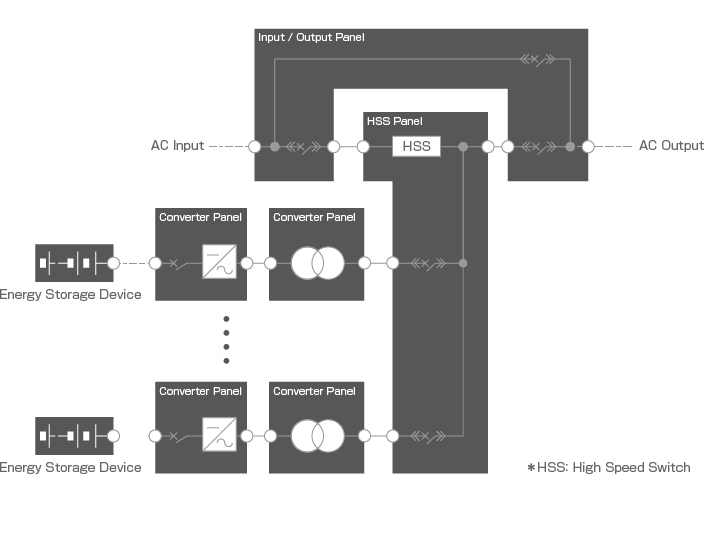 Input / Output Panel
HSS Panel
AC Input
HSS
AC Output
Converter Panel
Converter Panel
Energy Storage Device
Converter Panel
Converter Panel
Energy Storage Device
*HSS: High Speed Switch